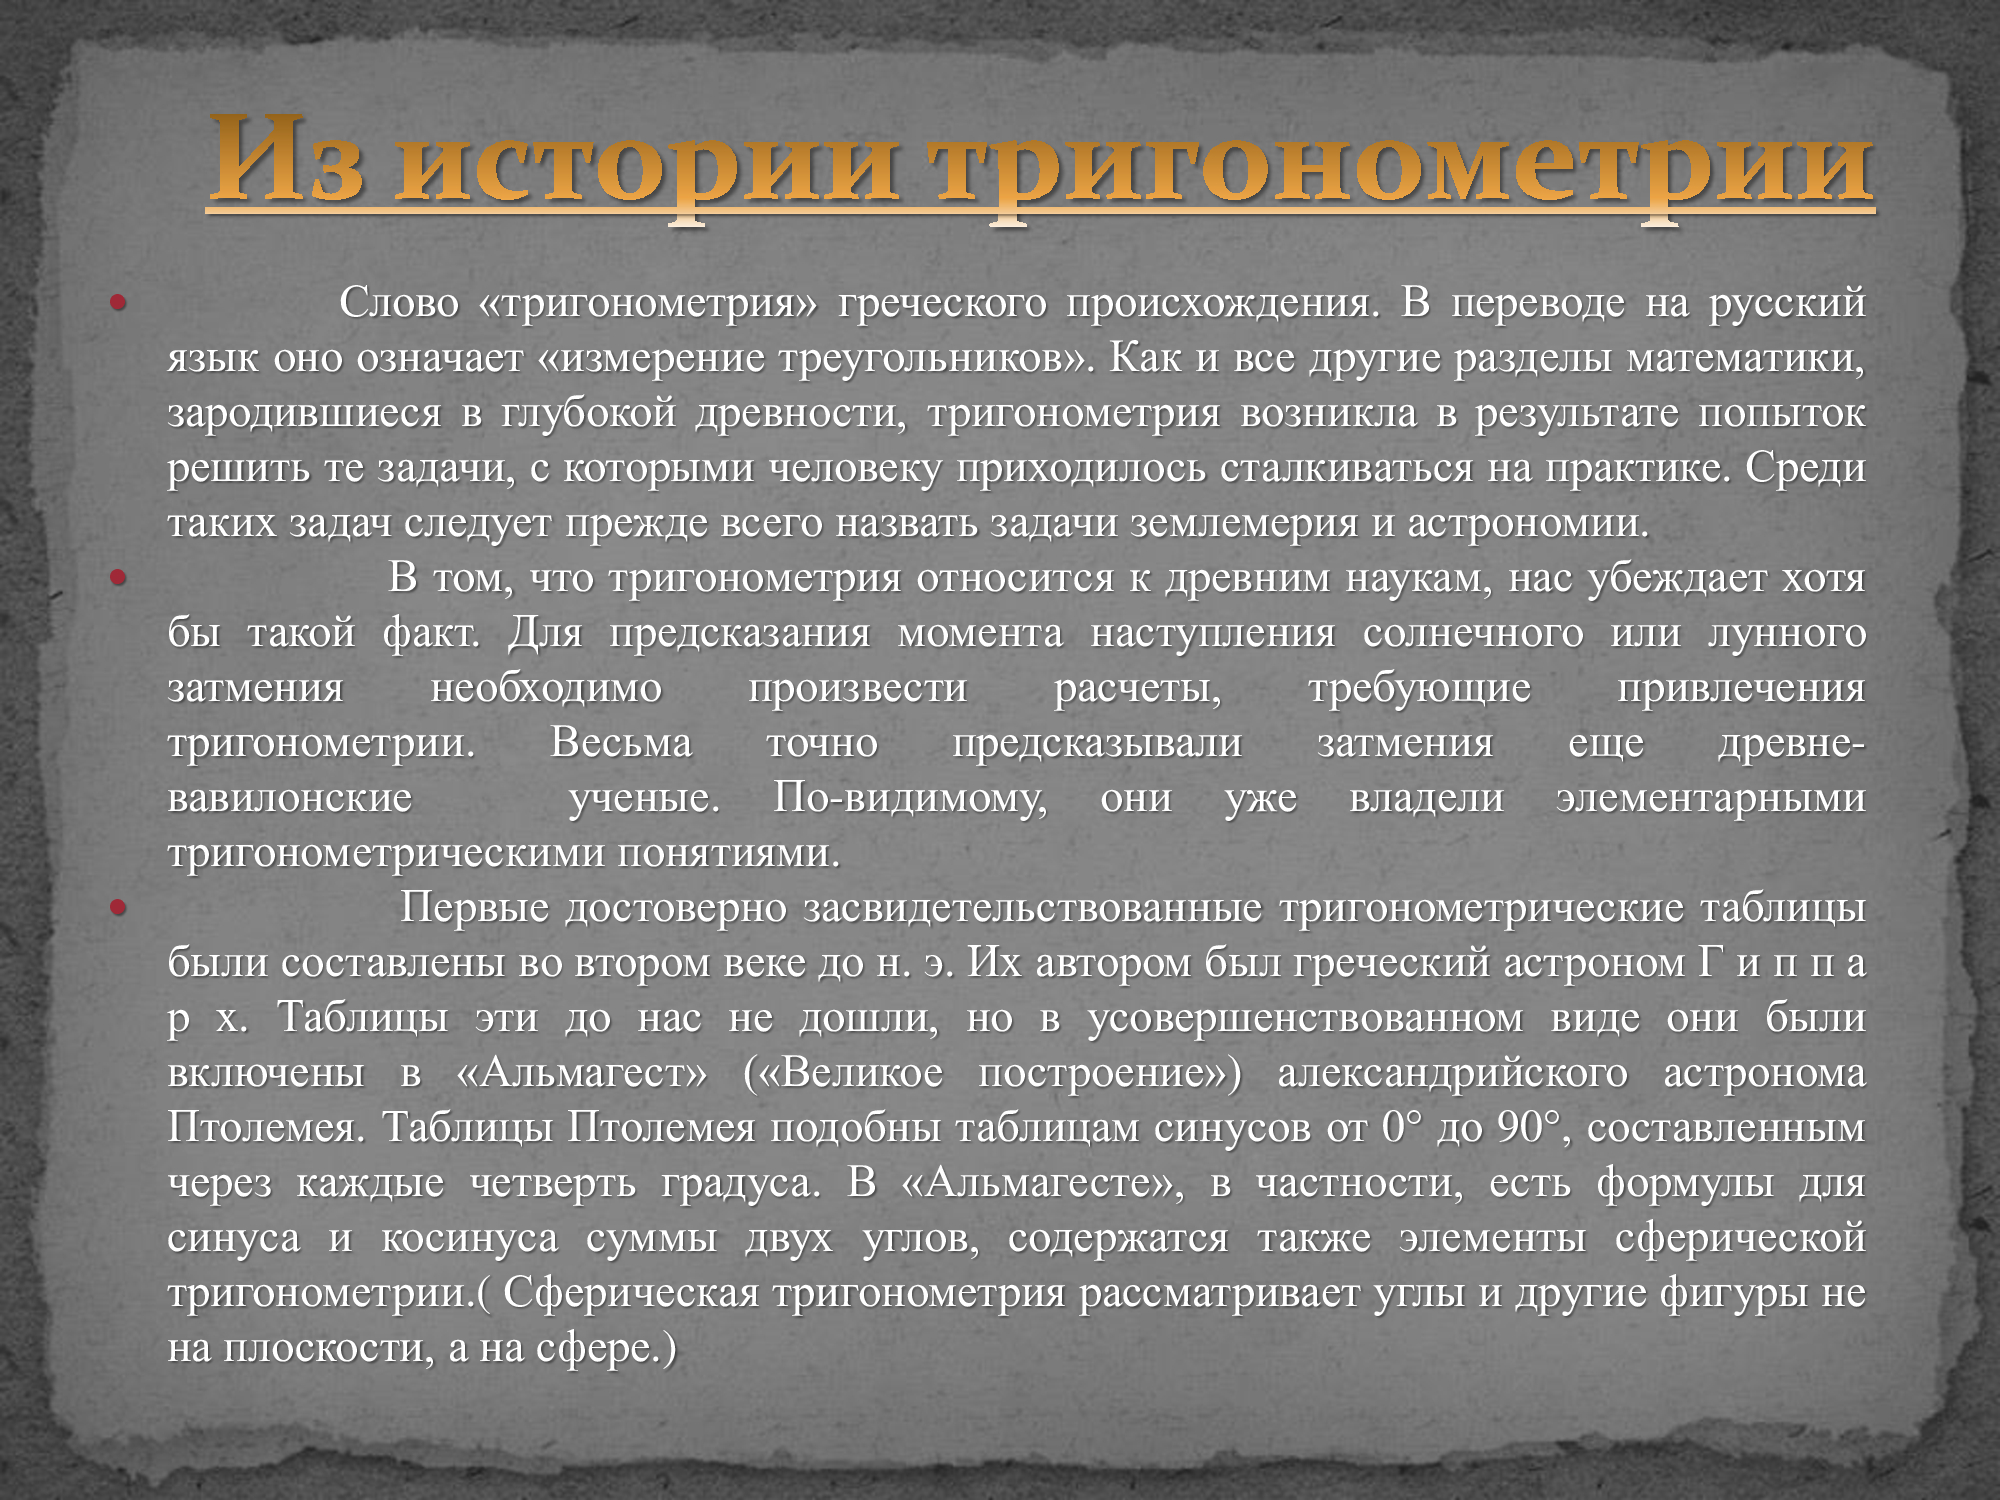 Из истории тригонометрии
• Слово «тригонометрия» греческого происхождения. В переводе на русский
язык оно означает «измерение треугольников». Как и все другие разделы математики,
зародившиеся в глубокой древности, тригонометрия возникла в результате попыток
решить те задачи, с которыми человеку приходилось сталкиваться на практике. Среди
таких задач следует прежде всего назвать задачи землемерия и астрономии.
• В том, что тригонометрия относится к древним наукам, нас убеждает хотя
бы такой факт. Для предсказания момента наступления солнечного или лунного
затмения необходимо произвести расчеты, требующие привлечения
тригонометрии. Весьма точно предсказывали затмения еще древне-
вавилонские ученые. По-видимому, они уже владели элементарными
тригонометрическими понятиями.
• Первые достоверно засвидетельствованные тригонометрические таблицы
были составлены во втором веке до н. э. Их автором был греческий астроном Г и п п а
р х. Таблицы эти до нас не дошли, но в усовершенствованном виде они были
включены в «Альмагест» («Великое построение») александрийского астронома
Птолемея. Таблицы Птолемея подобны таблицам синусов от 0° до 90°, составленным
через каждые четверть градуса. В «Альмагесте», в частности, есть формулы для
синуса и косинуса суммы двух углов, содержатся также элементы сферической
тригонометрии.( Сферическая тригонометрия рассматривает углы и другие фигуры не
на плоскости, а на сфере.)